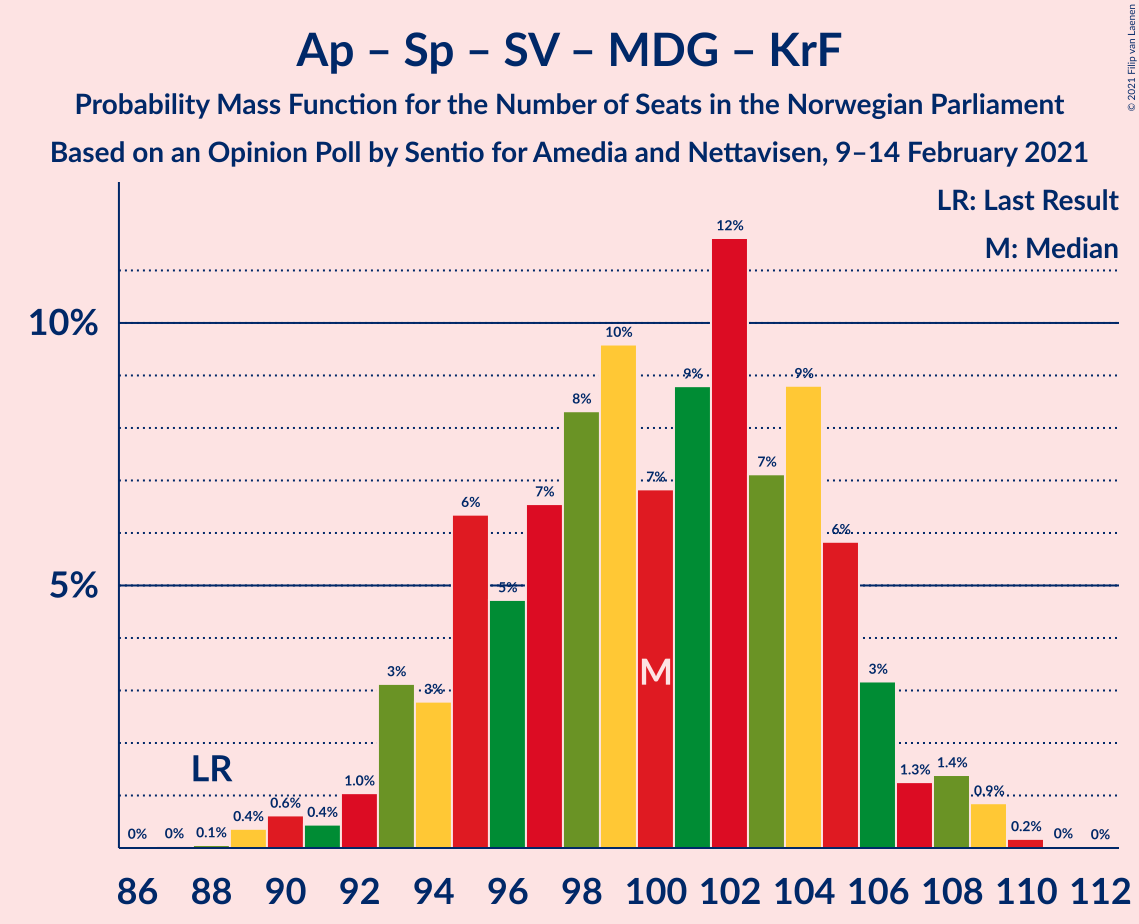 © 2021 Filip van Laenen
Ap – Sp – SV – MDG – KrF
Probability Mass Function for the Number of Seats in the Norwegian Parliament
Based on an Opinion Poll by Sentio for Amedia and Nettavisen, 9–14 February 2021
LR: Last Result
M: Median
10%
5%
0% 0% 0.1% 0.4% 0.6% 0.4% 1.0% 3% 3% 6% 5% 7% 8% 10% 7% 9% 12% 7% 9% 6% 3% 1.3% 1.4% 0.9% 0.2% 0% 0%
LR
M
86 88 90 92 94 96 98 100 102 104 106 108 110 112